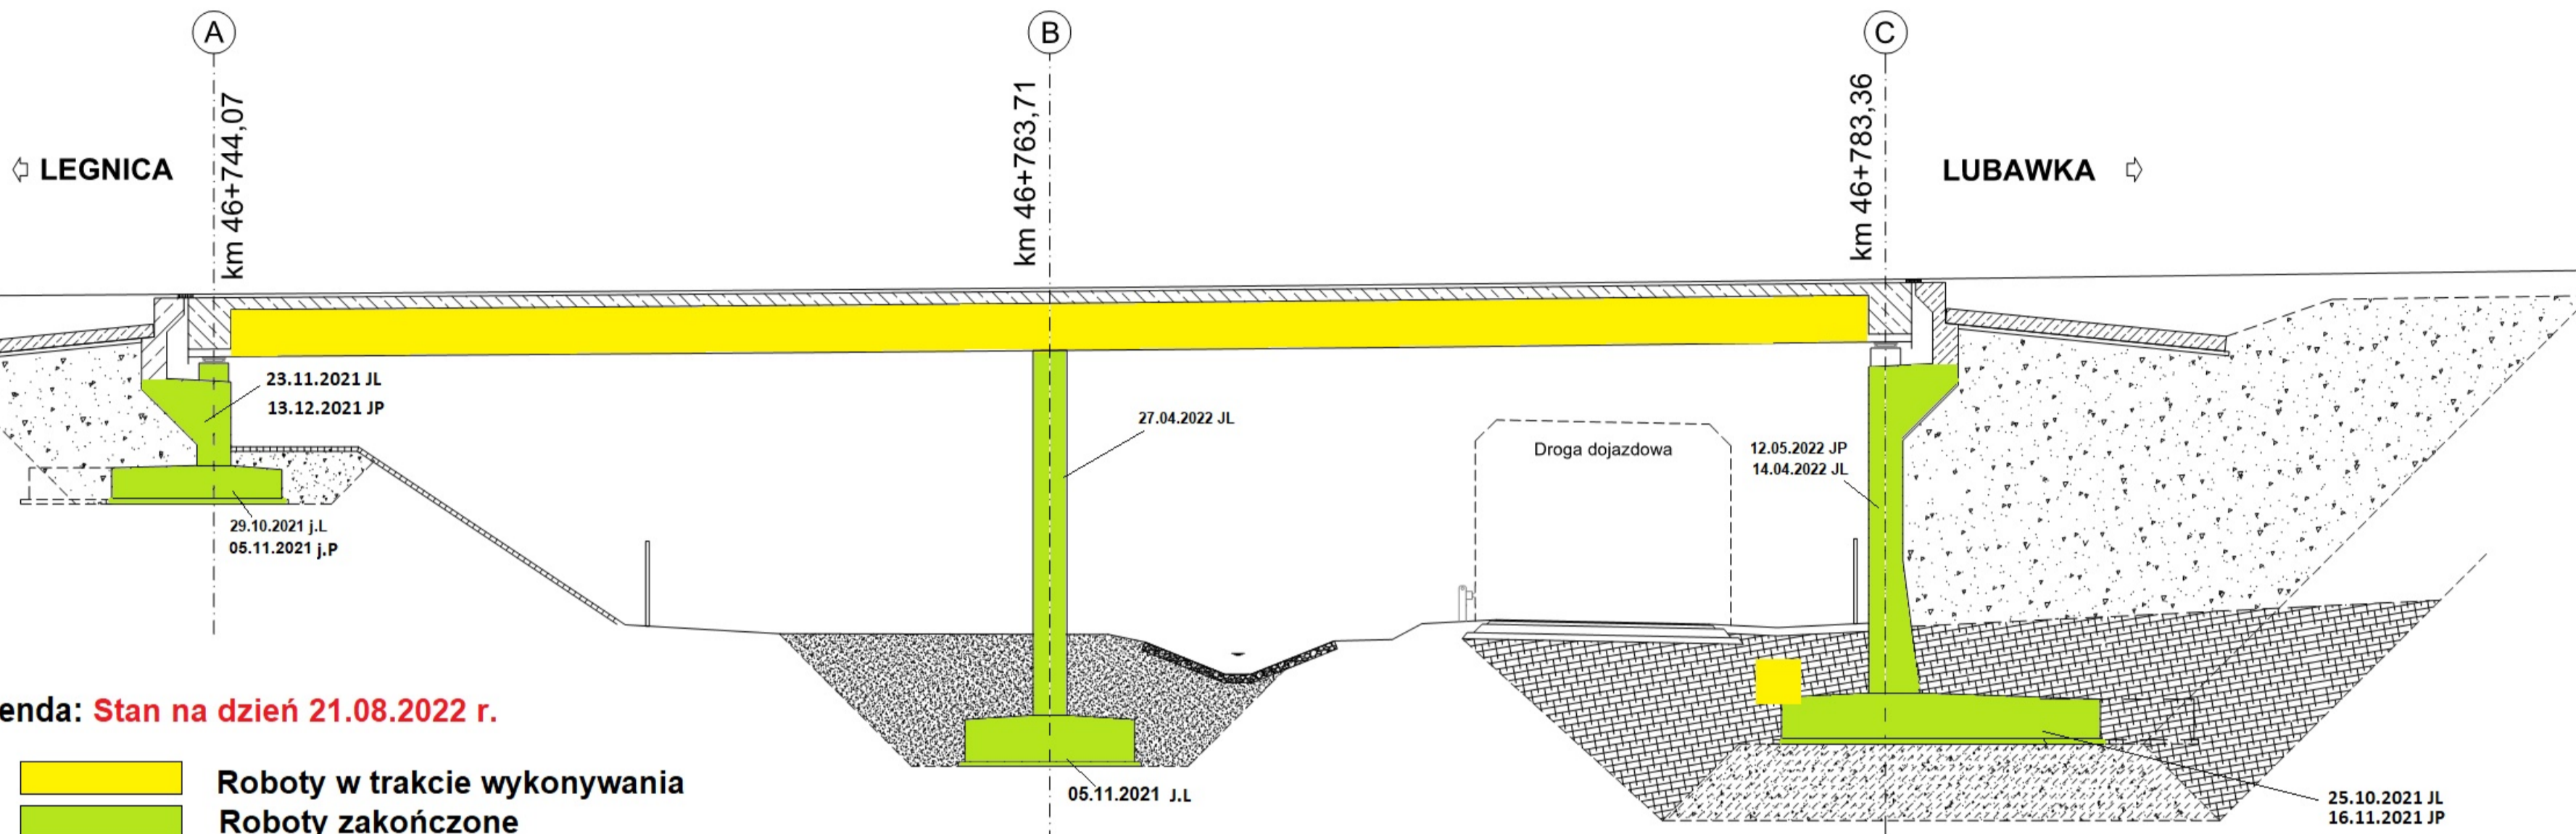 A
B
C
km 46+744,07
km 46+763,71
km 46+783,36
LEGNICA
LUBAWKA
23.11.2021 JL
13.12.2021 JP
27.04.2022 JL
Droga dojazdowa
12.05.2022 JP
14.04.2022 JL
29.10.2021 j.L
05.11.2021 j.P
enda: Stan na dzień 21.08.2022 r.
Roboty w trakcie wykonywania
Roboty zakończone
05.11.2021 J.L
25.10.2021 JL
16.11.2021 JP